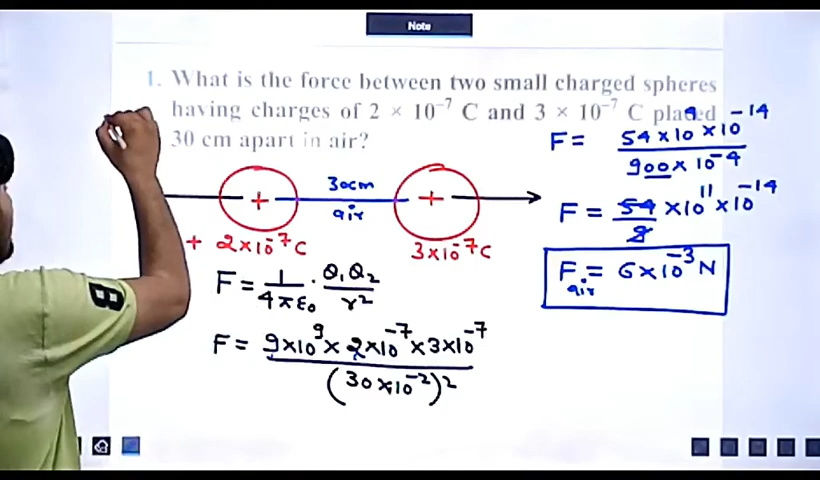 Note
1. What is the force between two small charged spheres
having charges of 2 × 10⁻⁷ C and 3 × 10⁻⁷ C placed
30 cm apart in air?
+ 30cm +
air
+ 2×10⁻⁷C 3×10⁻⁷C
F = 1/4πε₀ · Q₁Q₂/r²
F = 9×10⁹ × 2×10⁻⁷ × 3×10⁻⁷ / (30×10⁻²)²
F = 54×10⁹×10⁻¹⁴ / 900×10⁻⁴
F = 54/9 ×10¹¹×10⁻¹⁴
F air = 6×10⁻³ N
B